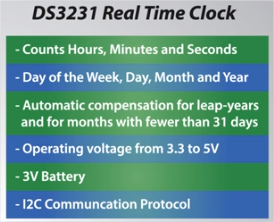 DS3231 Real Time Clock
- Counts Hours, Minutes and Seconds
- Day of the Week, Day, Month and Year
- Automatic compensation for leap-years
and for months with fewer than 31 days
- Operating voltage from 3.3 to 5V
- 3V Battery
- I2C Communcation Protocol